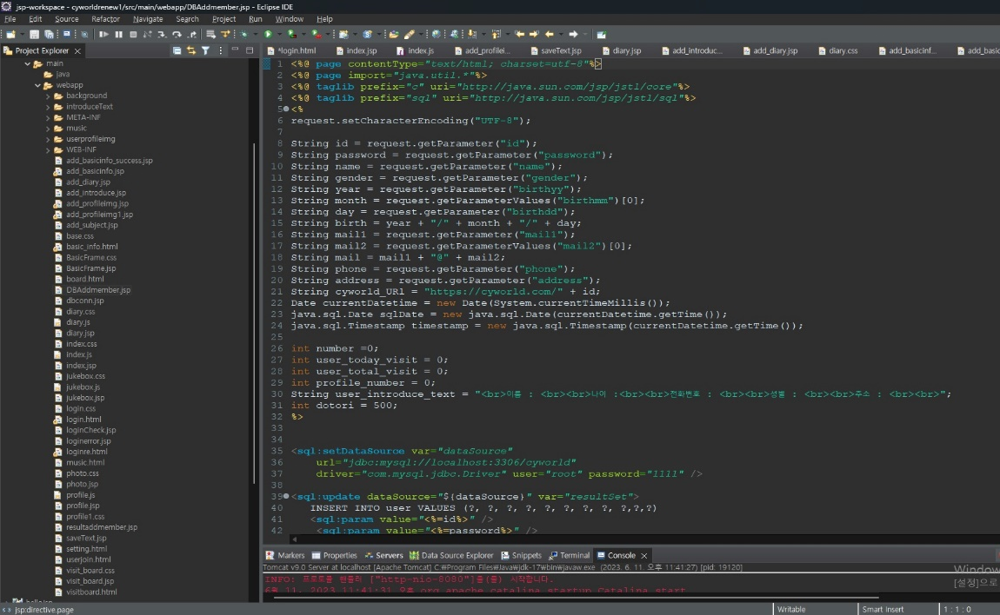 jsp-workspace - cyworldrenew1/src/main/webapp/DBAddmember.jsp - Eclipse IDE
File Edit Source Refactor Navigate Search Project Run Window Help
Project Explorer
*login.html index.jsp index.js add_profilei... saveText.jsp diary.jsp add_introduc... add_diary.jsp diary.css add_basicinf... add_basic
main
java
webapp
background
introduceText
META-INF
music
userprofileimg
WEB-INF
add_basicinfo_success.jsp
add_basicinfo.jsp
add_diary.jsp
add_introduce.jsp
add_profileimg.jsp
add_profileimg1.jsp
add_subject.jsp
base.css
basic_info.html
BasicFrame.css
BasicFrame.jsp
board.html
DBAddmember.jsp
dbconn.jsp
diary.css
diary.js
diary.jsp
index.css
index.js
index.jsp
jukebox.css
jukebox.js
jukebox.jsp
login.css
login.html
loginCheck.jsp
loginerror.jsp
loginre.html
music.html
photo.css
photo.jsp
profile.js
profile.jsp
profile1.css
resultaddmember.jsp
saveText.jsp
setting.html
userjoin.html
visit_board.css
visit_board.jsp
visitboard.html
1 <%@ page contentType="text/html; charset=utf-8"%>
2 <%@ page import="java.util.*"%>
3 <%@ taglib prefix="c" uri="http://java.sun.com/jsp/jstl/core"%>
4 <%@ taglib prefix="sql" uri="http://java.sun.com/jsp/jstl/sql"%>
5 <%
6 request.setCharacterEncoding("UTF-8");
7
8 String id = request.getParameter("id");
9 String password = request.getParameter("password");
10 String name = request.getParameter("name");
11 String gender = request.getParameter("gender");
12 String year = request.getParameter("birthyy");
13 String month = request.getParameterValues("birthmm")[0];
14 String day = request.getParameter("birthdd");
15 String birth = year + "/" + month + "/" + day;
16 String mail1 = request.getParameter("mail1");
17 String mail2 = request.getParameterValues("mail2")[0];
18 String mail = mail1 + "@" + mail2;
19 String phone = request.getParameter("phone");
20 String address = request.getParameter("address");
21 String cyworld_URl = "https://cyworld.com/" + id;
22 Date currentDatetime = new Date(System.currentTimeMillis());
23 java.sql.Date sqlDate = new java.sql.Date(currentDatetime.getTime());
24 java.sql.Timestamp timestamp = new java.sql.Timestamp(currentDatetime.getTime());
25
26 int number =0;
27 int user_today_visit = 0;
28 int user_total_visit = 0;
29 int profile_number = 0;
30 String user_introduce_text = "<br>이름 : <br><br>나이 :<br><br>전화번호 : <br><br>성별 : <br><br>주소 : <br><br>";
31 int dotori = 500;
32 %>
33
34
35 <sql:setDataSource var="dataSource"
36 url="jdbc:mysql://localhost:3306/cyworld"
37 driver="com.mysql.jdbc.Driver" user="root" password="1111" />
38
39 <sql:update dataSource="${dataSource}" var="resultSet">
40 INSERT INTO user VALUES (?, ?, ?, ?, ?, ?, ?, ?, ?, ?,?,?)
41 <sql:param value="<%=id%>" />
42 <sql:param value="<%=password%>" />
Markers Properties Servers Data Source Explorer Snippets Terminal Console
Tomcat v9.0 Server at localhost [Apache Tomcat] C:₩Program Files₩Java₩jdk-17₩bin₩javaw.exe (2023. 6. 11. 오후 11:41:27) [pid: 19120]
INFO: 프로토콜 핸들러 ["http-nio-8080"]을(를) 시작합니다.
6월 11, 2023 11:41:31 오후 org.apache.catalina.startup.Catalina start
Window
[설정]으로
jsp:directive.page Writable Smart Insert 1 : 1 : 0